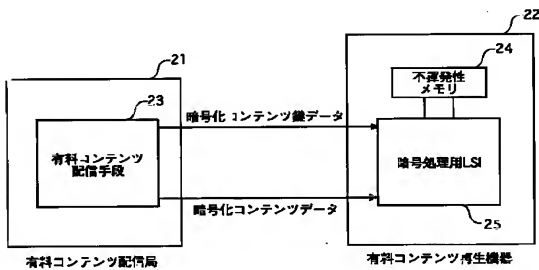 21
23
有料コンテンツ
配信手段
有料コンテンツ配信局
暗号化コンテンツ鍵データ
暗号化コンテンツデータ
22
24
不揮発性
メモリ
暗号処理用LSI
25
有料コンテンツ再生機器